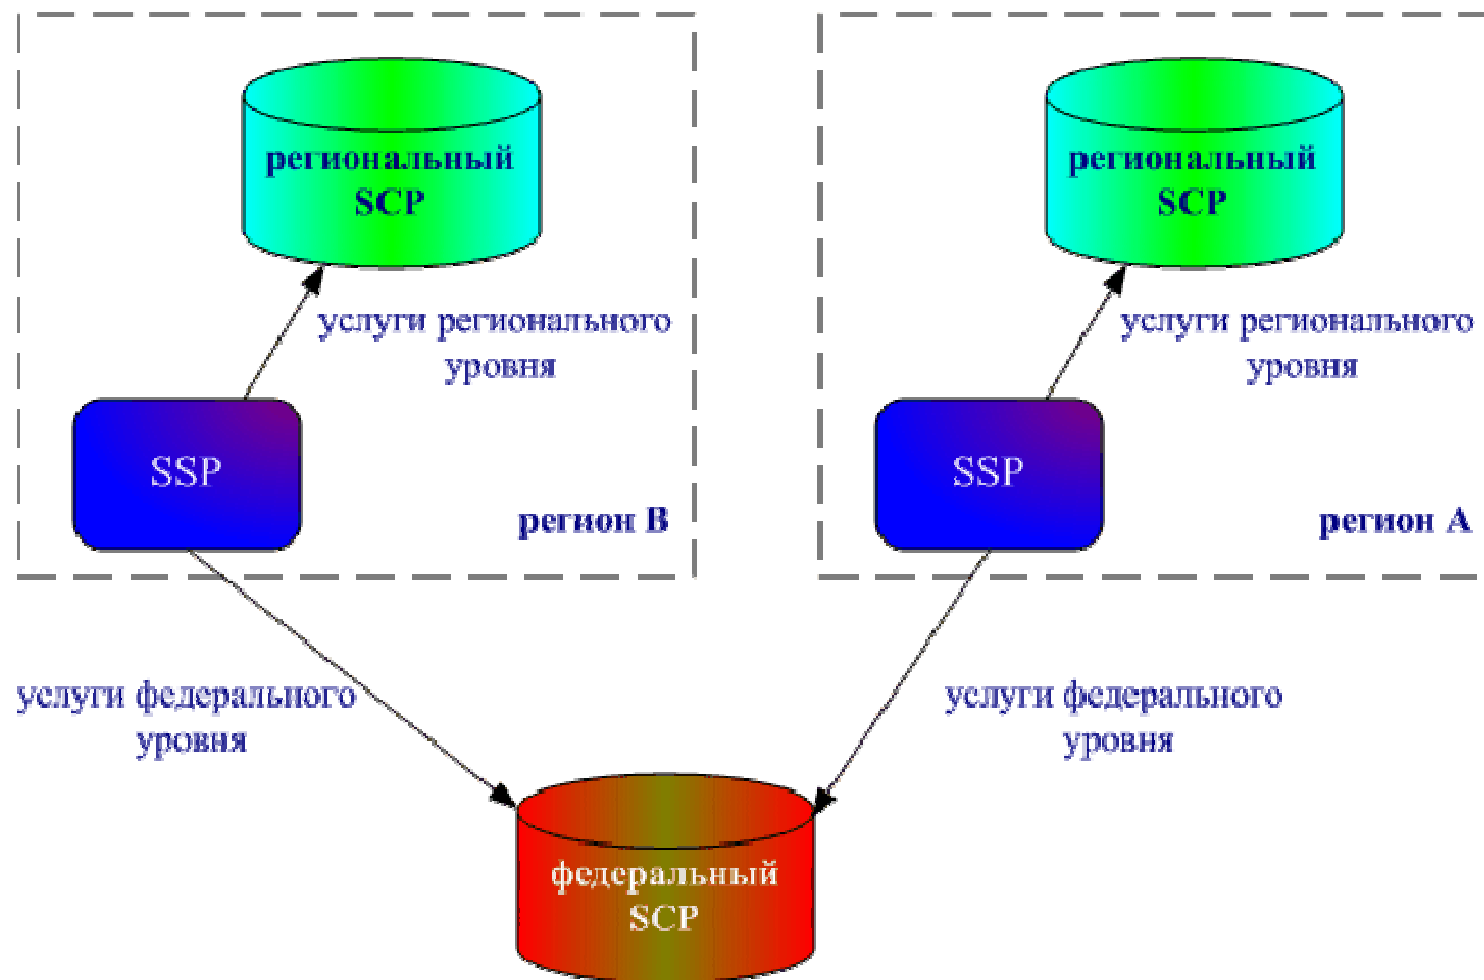 региональный
SCP
услуги регионального
уровня
SSP
регион В
региональный
SCP
услуги регионального
уровня
SSP
регион А
услуги федерального
уровня
услуги федерального
уровня
федеральный
SCP